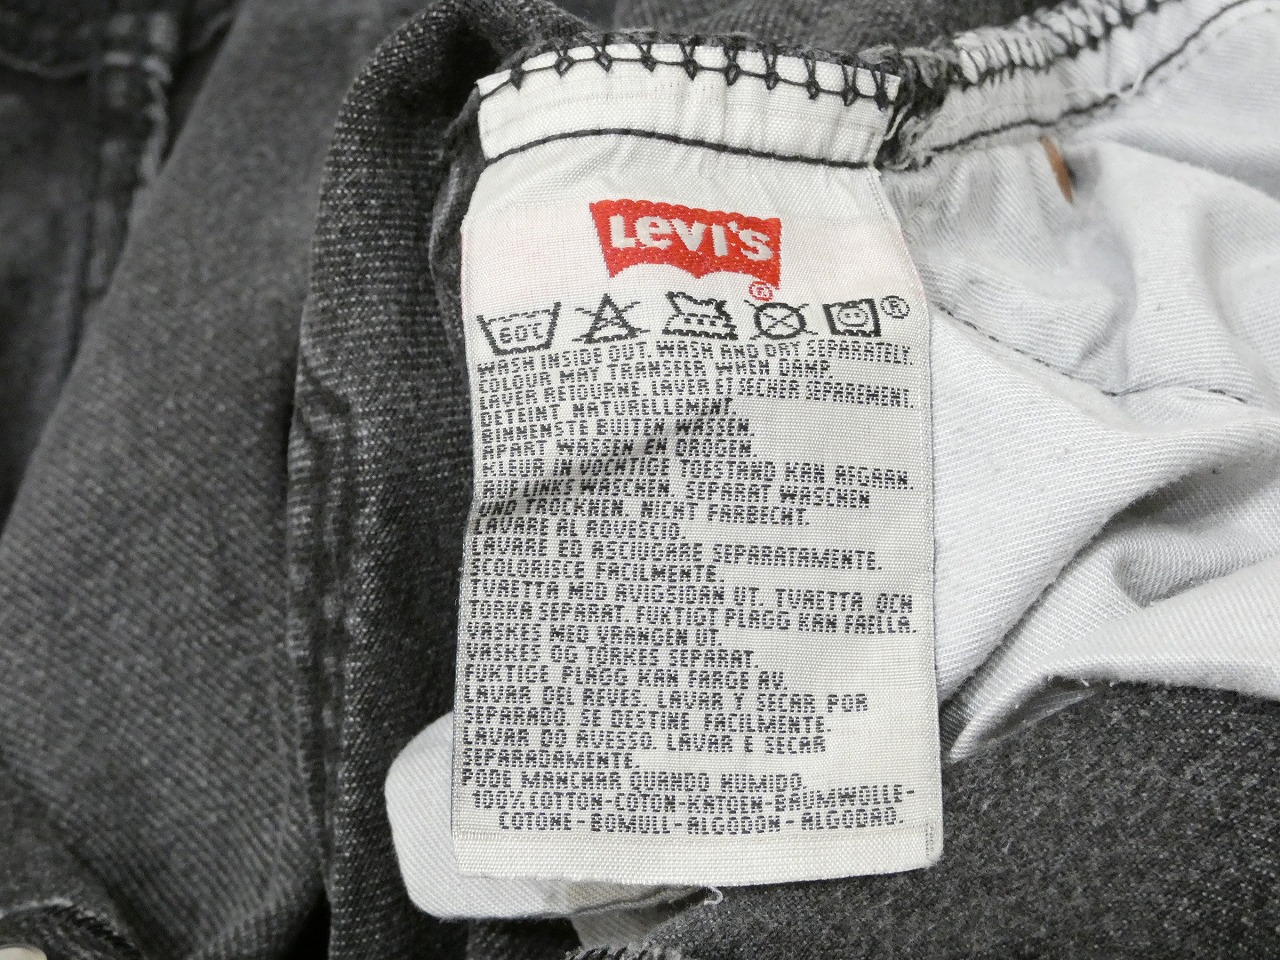 Levi's
®
60C
®
WASH INSIDE OUT. WASH AND DRY SEPARATELY.
COLOUR MAY TRANSFER WHEN DAMP.
LAVER RETOURNE, LAVER ET SECHER SEPAREMENT.
DETEINT NATURELLEMENT.
BINNENSTE BUITEN WASSEN.
APART WASSEN EN DROGEN.
KLEUR IN VOCHTIGE TOESTAND KAN AFGAAN.
AUF LINKS WASCHEN, SEPARAT WASCHEN
UND TROCKNEN. NICHT FARBECHT.
LAVARE AL ROVESCIO.
LAVARE ED ASCIUGARE SEPARATAMENTE.
SCOLORISCE FACILMENTE.
TVAETTA MED AVIGSIDAN UT. TVAETTA OCH
TORKA SEPARAT. FUKTIGT PLAGG KAN FAELLA.
VASKES MED VRANGEN UT.
VASKES OG TORKES SEPARAT.
FUKTIGE PLAGG KAN FARGE AV.
LAVAR DEL REVES. LAVAR Y SECAR POR
SEPARADO. SE DESTINE FACILMENTE
LAVAR DO AVESSO. LAVAR E SECAR
SEPARADAMENTE.
PODE MANCHAR QUANDO HUMIDO.
100% COTTON-COTON-KATOEN-BAUMWOLLE-
COTONE-BOMULL-ALGODON-ALGODAO.